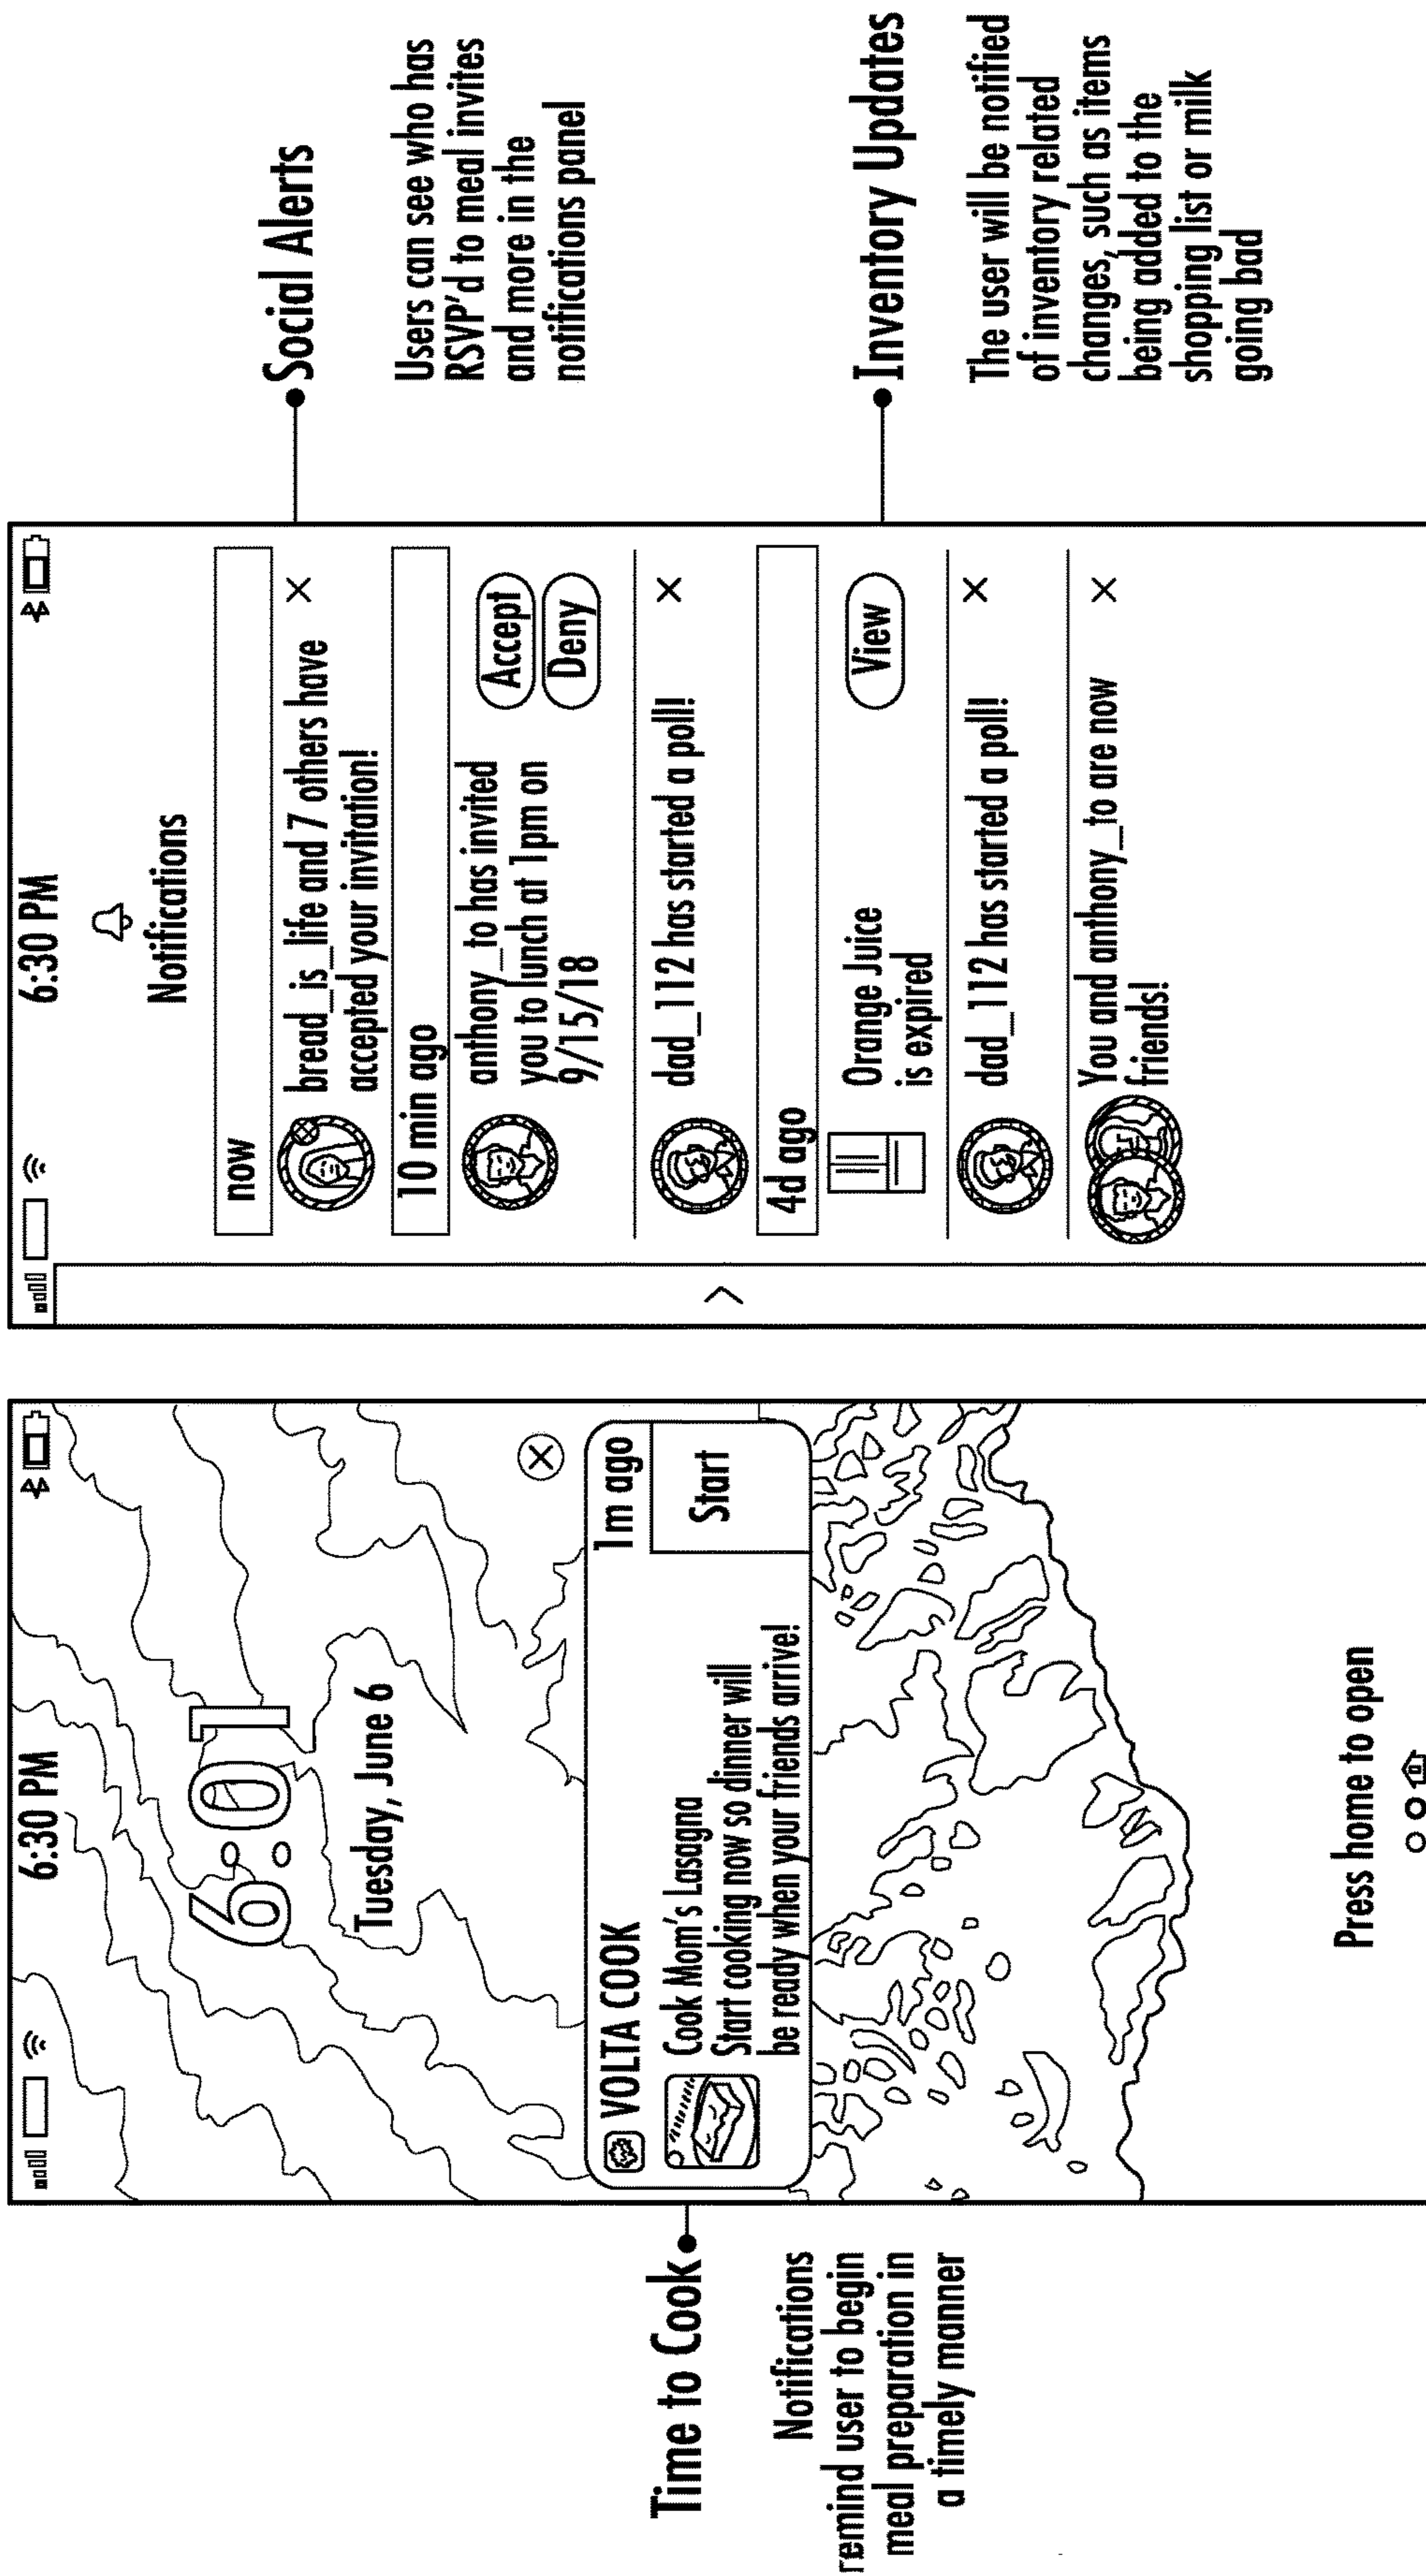 Time to Cook
Notifications
remind user to begin
meal preparation in
a timely manner
6:30 PM
6:01
Tuesday, June 6
VOLTA COOK
1m ago
Cook Mom's Lasagna
Start cooking now so dinner will
be ready when your friends arrive!
Start
Press home to open
6:30 PM
Notifications
now
bread_is_life and 7 others have
accepted your invitation!
10 min ago
anthony_to has invited
you to lunch at 1pm on
9/15/18
Accept
Deny
dad_112 has started a poll!
4d ago
Orange Juice
is expired
View
dad_112 has started a poll!
You and anthony_to are now
friends!
Social Alerts
Users can see who has
RSVP'd to meal invites
and more in the
notifications panel
Inventory Updates
The user will be notified
of inventory related
changes, such as items
being added to the
shopping list or milk
going bad